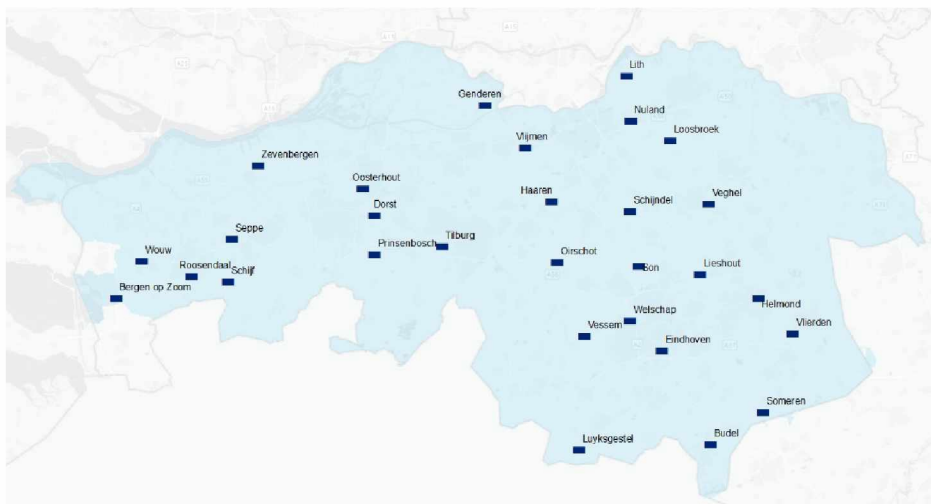 Lith
Genderen
Nuland
Loosbroek
Vlijmen
Zevenbergen
Oosterhout
Haaren
Veghel
Dorst
Schijndel
Seppe
Tilburg
Prinsenbosch
Wouw
Oirschot
Son
Lieshout
Roosendaal
Schijf
Bergen op Zoom
Helmond
Welschap
Vessem
Vlierden
Eindhoven
Someren
Budel
Luyksgestel